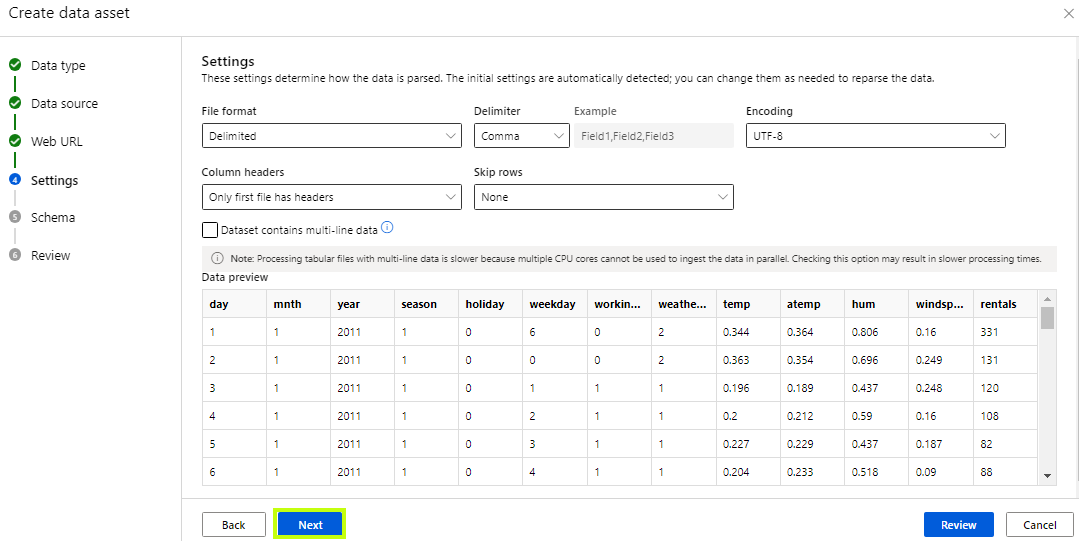 Create data asset
Data type
Data source
Web URL
4 Settings
5 Schema
6 Review
Settings
These settings determine how the data is parsed. The initial settings are automatically detected; you can change them as needed to reparse the data.
File format Delimiter Example Encoding
Delimited Comma Field1,Field2,Field3 UTF-8
Column headers Skip rows
Only first file has headers None
Dataset contains multi-line data
Note: Processing tabular files with multi-line data is slower because multiple CPU cores cannot be used to ingest the data in parallel. Checking this option may result in slower processing times.
Data preview
day mnth year season holiday weekday workin... weathe... temp atemp hum windsp... rentals
1 1 2011 1 0 6 0 2 0.344 0.364 0.806 0.16 331
2 1 2011 1 0 0 0 2 0.363 0.354 0.696 0.249 131
3 1 2011 1 0 1 1 1 0.196 0.189 0.437 0.248 120
4 1 2011 1 0 2 1 1 0.2 0.212 0.59 0.16 108
5 1 2011 1 0 3 1 1 0.227 0.229 0.437 0.187 82
6 1 2011 1 0 4 1 1 0.204 0.233 0.518 0.09 88
Back Next Review Cancel